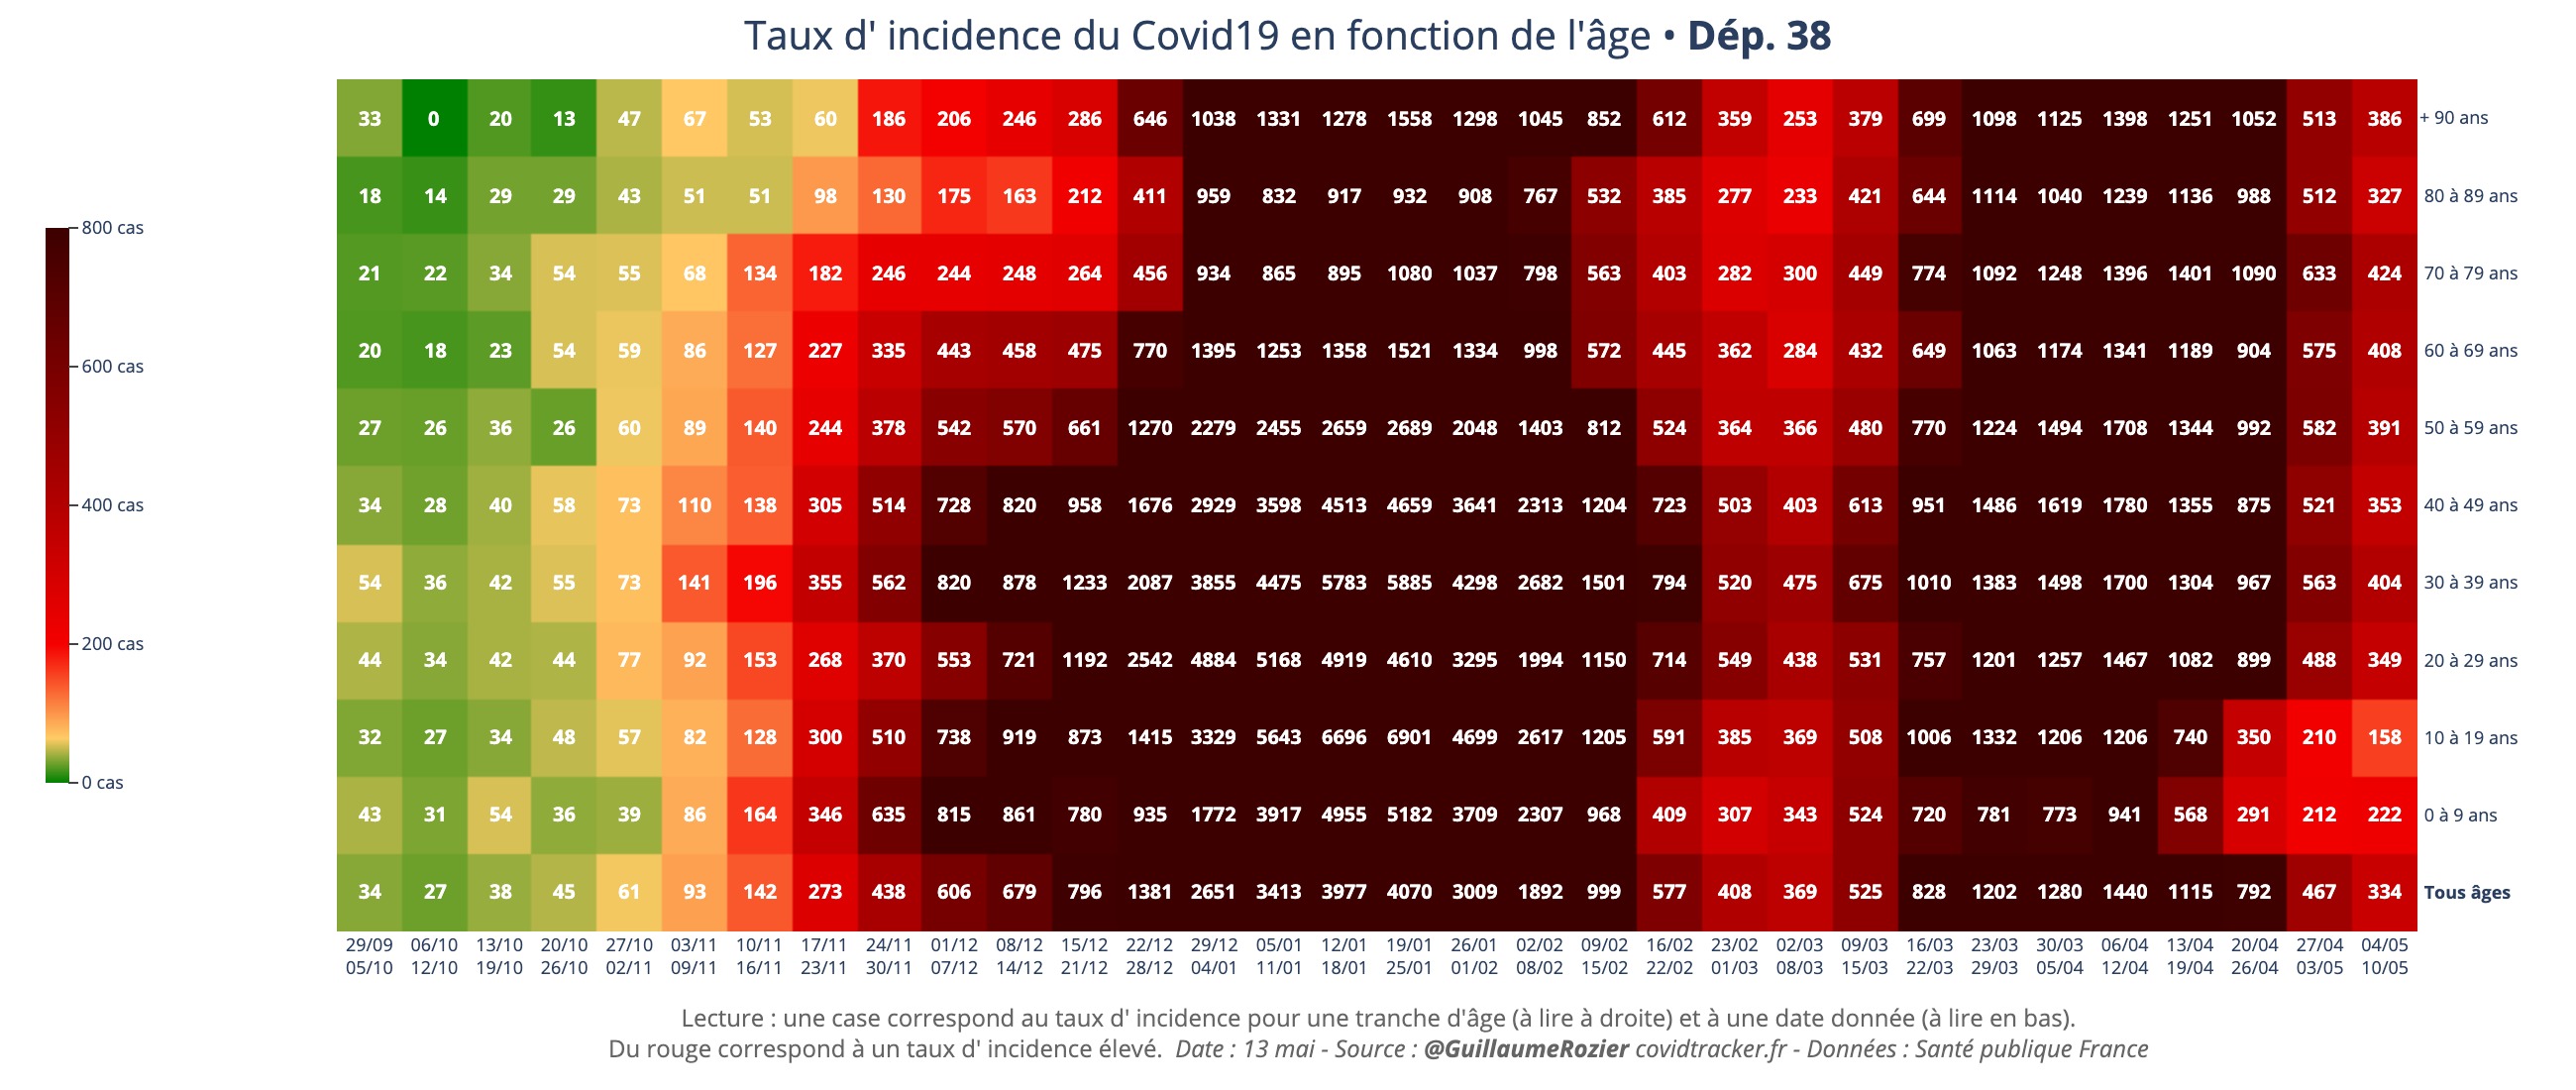 Taux d' incidence du Covid19 en fonction de l'âge • Dép. 38
800 cas
600 cas
400 cas
200 cas
0 cas
33 0 20 13 47 67 53 60 186 206 246 286 646 1038 1331 1278 1558 1298 1045 852 612 359 253 379 699 1098 1125 1398 1251 1052 513 386 + 90 ans
18 14 29 29 43 51 51 98 130 175 163 212 411 959 832 917 932 908 767 532 385 277 233 421 644 1114 1040 1239 1136 988 512 327 80 à 89 ans
21 22 34 54 55 68 134 182 246 244 248 264 456 934 865 895 1080 1037 798 563 403 282 300 449 774 1092 1248 1396 1401 1090 633 424 70 à 79 ans
20 18 23 54 59 86 127 227 335 443 458 475 770 1395 1253 1358 1521 1334 998 572 445 362 284 432 649 1063 1174 1341 1189 904 575 408 60 à 69 ans
27 26 36 26 60 89 140 244 378 542 570 661 1270 2279 2455 2659 2689 2048 1403 812 524 364 366 480 770 1224 1494 1708 1344 992 582 391 50 à 59 ans
34 28 40 58 73 110 138 305 514 728 820 958 1676 2929 3598 4513 4659 3641 2313 1204 723 503 403 613 951 1486 1619 1780 1355 875 521 353 40 à 49 ans
54 36 42 55 73 141 196 355 562 820 878 1233 2087 3855 4475 5783 5885 4298 2682 1501 794 520 475 675 1010 1383 1498 1700 1304 967 563 404 30 à 39 ans
44 34 42 44 77 92 153 268 370 553 721 1192 2542 4884 5168 4919 4610 3295 1994 1150 714 549 438 531 757 1201 1257 1467 1082 899 488 349 20 à 29 ans
32 27 34 48 57 82 128 300 510 738 919 873 1415 3329 5643 6696 6901 4699 2617 1205 591 385 369 508 1006 1332 1206 1206 740 350 210 158 10 à 19 ans
43 31 54 36 39 86 164 346 635 815 861 780 935 1772 3917 4955 5182 3709 2307 968 409 307 343 524 720 781 773 941 568 291 212 222 0 à 9 ans
34 27 38 45 61 93 142 273 438 606 679 796 1381 2651 3413 3977 4070 3009 1892 999 577 408 369 525 828 1202 1280 1440 1115 792 467 334 Tous âges
29/09 06/10 13/10 20/10 27/10 03/11 10/11 17/11 24/11 01/12 08/12 15/12 22/12 29/12 05/01 12/01 19/01 26/01 02/02 09/02 16/02 23/02 02/03 09/03 16/03 23/03 30/03 06/04 13/04 20/04 27/04 04/05
05/10 12/10 19/10 26/10 02/11 09/11 16/11 23/11 30/11 07/12 14/12 21/12 28/12 04/01 11/01 18/01 25/01 01/02 08/02 15/02 22/02 01/03 08/03 15/03 22/03 29/03 05/04 12/04 19/04 26/04 03/05 10/05
Lecture : une case correspond au taux d' incidence pour une tranche d'âge (à lire à droite) et à une date donnée (à lire en bas).
Du rouge correspond à un taux d' incidence élevé. Date : 13 mai - Source : @GuillaumeRozier covidtracker.fr - Données : Santé publique France